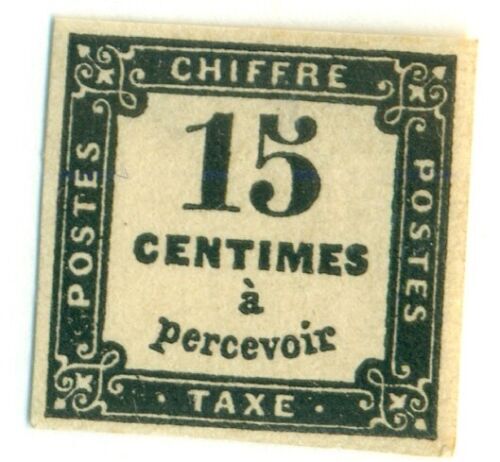 CHIFFRE
POSTES
15
CENTIMES
à
percevoir
POSTES
· TAXE ·